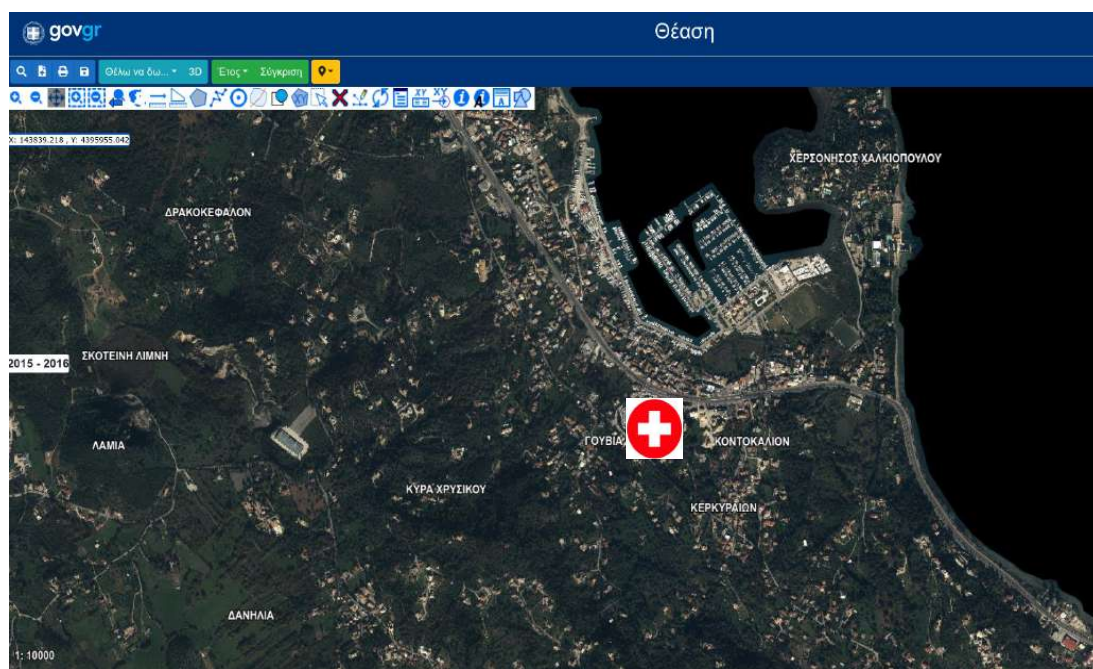 govgr
Θέαση
Θέλω να δω...
3D
Έτος
Σύγκριση
X: 143839.218 , Y: 4395955.042
ΧΕΡΣΟΝΗΣΟΣ ΧΑΛΚΙΟΠΟΥΛΟΥ
ΔΡΑΚΟΚΕΦΑΛΟΝ
2015 - 2016
ΣΚΟΤΕΙΝΗ ΛΙΜΝΗ
ΛΑΜΙΑ
ΓΟΥΒΙΑ
ΚΟΝΤΟΚΑΛΙΟΝ
ΚΥΡΑ ΧΡΥΣΙΚΟΥ
ΚΕΡΚΥΡΑΙΩΝ
ΔΑΝΗΛΙΑ
1: 10000